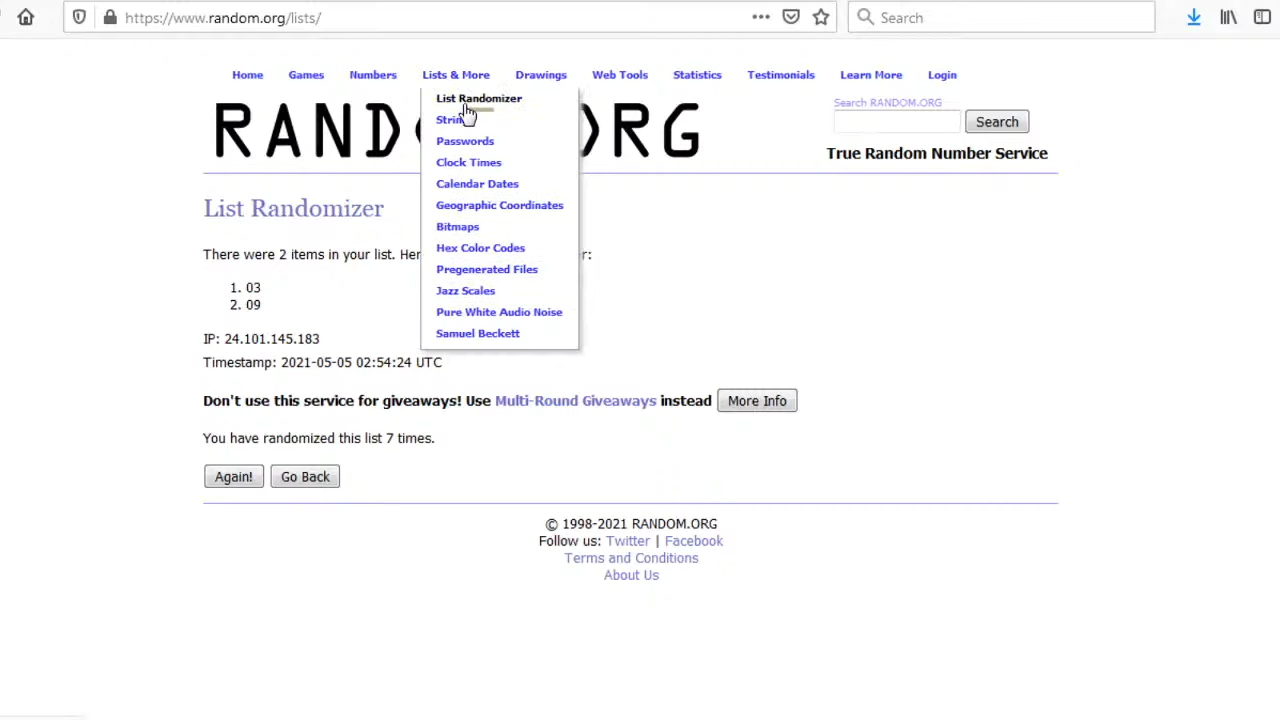 https://www.random.org/lists/
Search
Home Games Numbers Lists & More Drawings Web Tools Statistics Testimonials Learn More Login
List Randomizer
Passwords
Clock Times
Calendar Dates
Geographic Coordinates
Bitmaps
Hex Color Codes
Pregenerated Files
Jazz Scales
Pure White Audio Noise
Samuel Beckett
Search RANDOM.ORG
Search
True Random Number Service
List Randomizer
There were 2 items in your list.
1. 03
2. 09
IP: 24.101.145.183
Timestamp: 2021-05-05 02:54:24 UTC
Don't use this service for giveaways! Use Multi-Round Giveaways instead More Info
You have randomized this list 7 times.
Again! Go Back
© 1998-2021 RANDOM.ORG
Follow us: Twitter | Facebook
Terms and Conditions
About Us